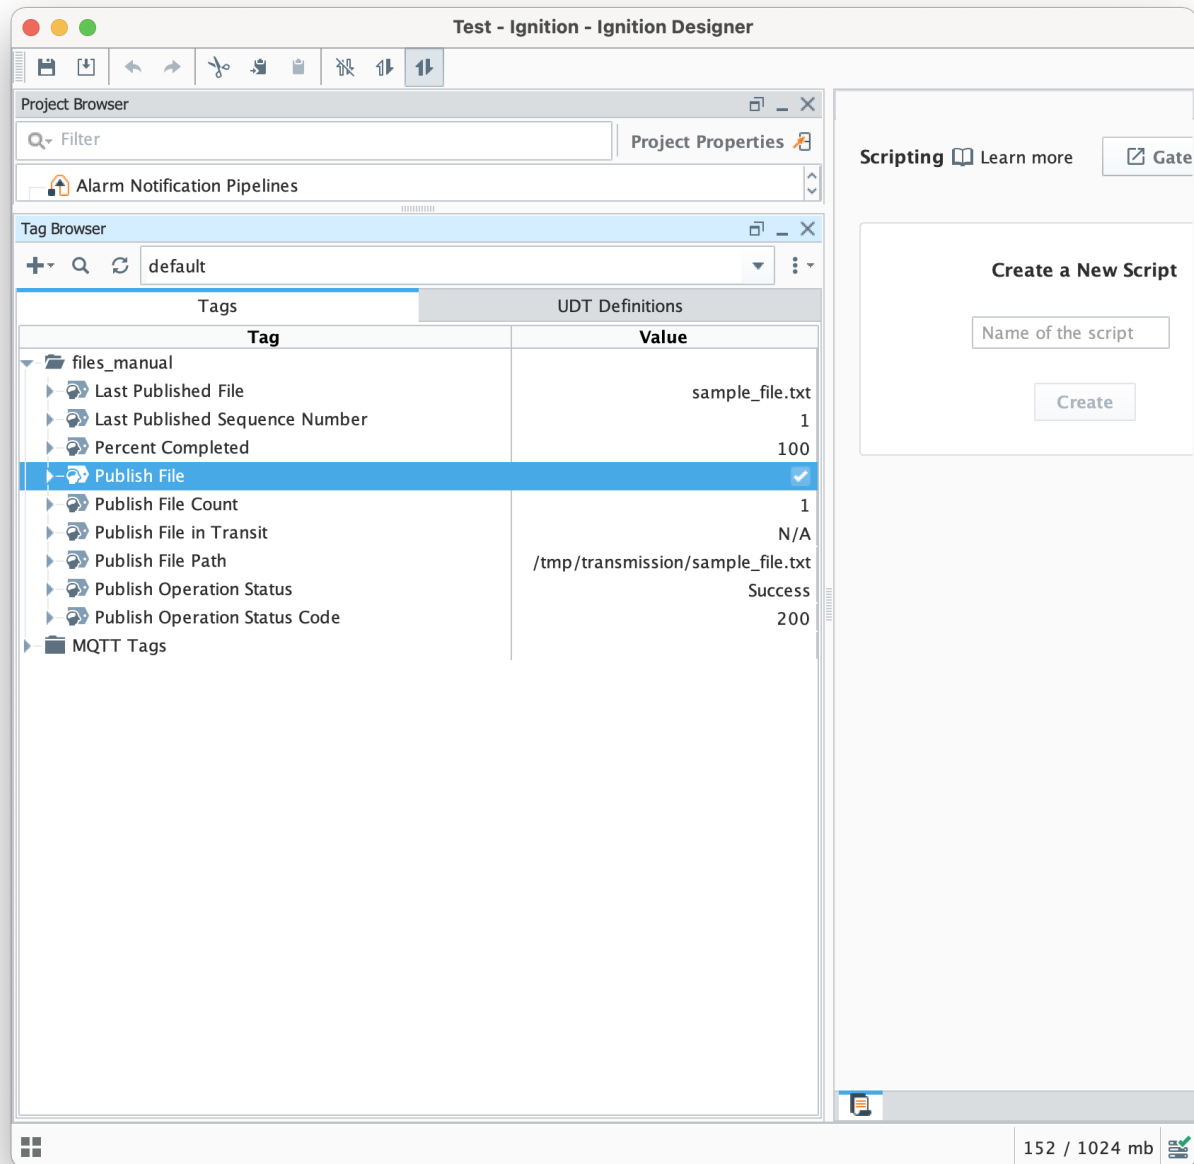 Test - Ignition - Ignition Designer
Project Browser
Filter
Project Properties
Alarm Notification Pipelines
Tag Browser
default
Tags UDT Definitions
Tag Value
files_manual
Last Published File sample_file.txt
Last Published Sequence Number 1
Percent Completed 100
Publish File
Publish File Count 1
Publish File in Transit N/A
Publish File Path /tmp/transmission/sample_file.txt
Publish Operation Status Success
Publish Operation Status Code 200
MQTT Tags
Scripting Learn more Gate
Create a New Script
Name of the script
Create
152 / 1024 mb